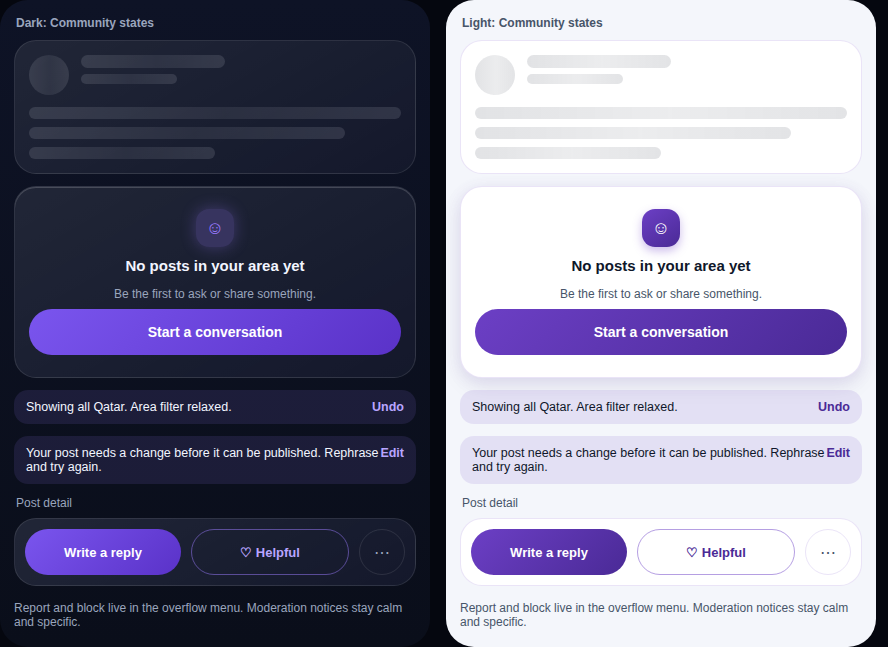 Dark: Community states
No posts in your area yet
Be the first to ask or share something.
Start a conversation
Showing all Qatar. Area filter relaxed. Undo
Your post needs a change before it can be published. Rephrase Edit
and try again.
Post detail
Write a reply
♡ Helpful
⋯
Report and block live in the overflow menu. Moderation notices stay calm
and specific.
Light: Community states
No posts in your area yet
Be the first to ask or share something.
Start a conversation
Showing all Qatar. Area filter relaxed. Undo
Your post needs a change before it can be published. Rephrase Edit
and try again.
Post detail
Write a reply
♡ Helpful
⋯
Report and block live in the overflow menu. Moderation notices stay calm
and specific.